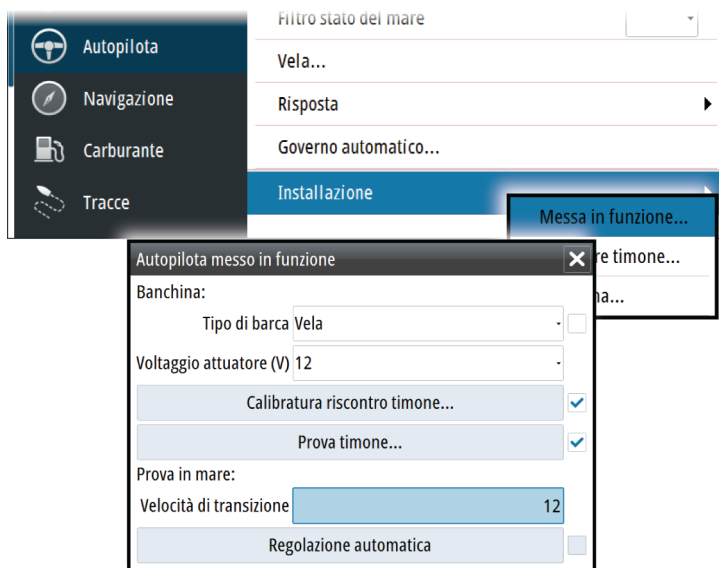 Filtro stato del mare
Autopilota
Vela...
Navigazione
Risposta
Carburante
Governo automatico...
Tracce
Installazione
Messa in funzione...
re timone...
na...
Autopilota messo in funzione
Banchina:
Tipo di barca Vela
Voltaggio attuatore (V) 12
Calibratura riscontro timone...
Prova timone...
Prova in mare:
Velocità di transizione 12
Regolazione automatica